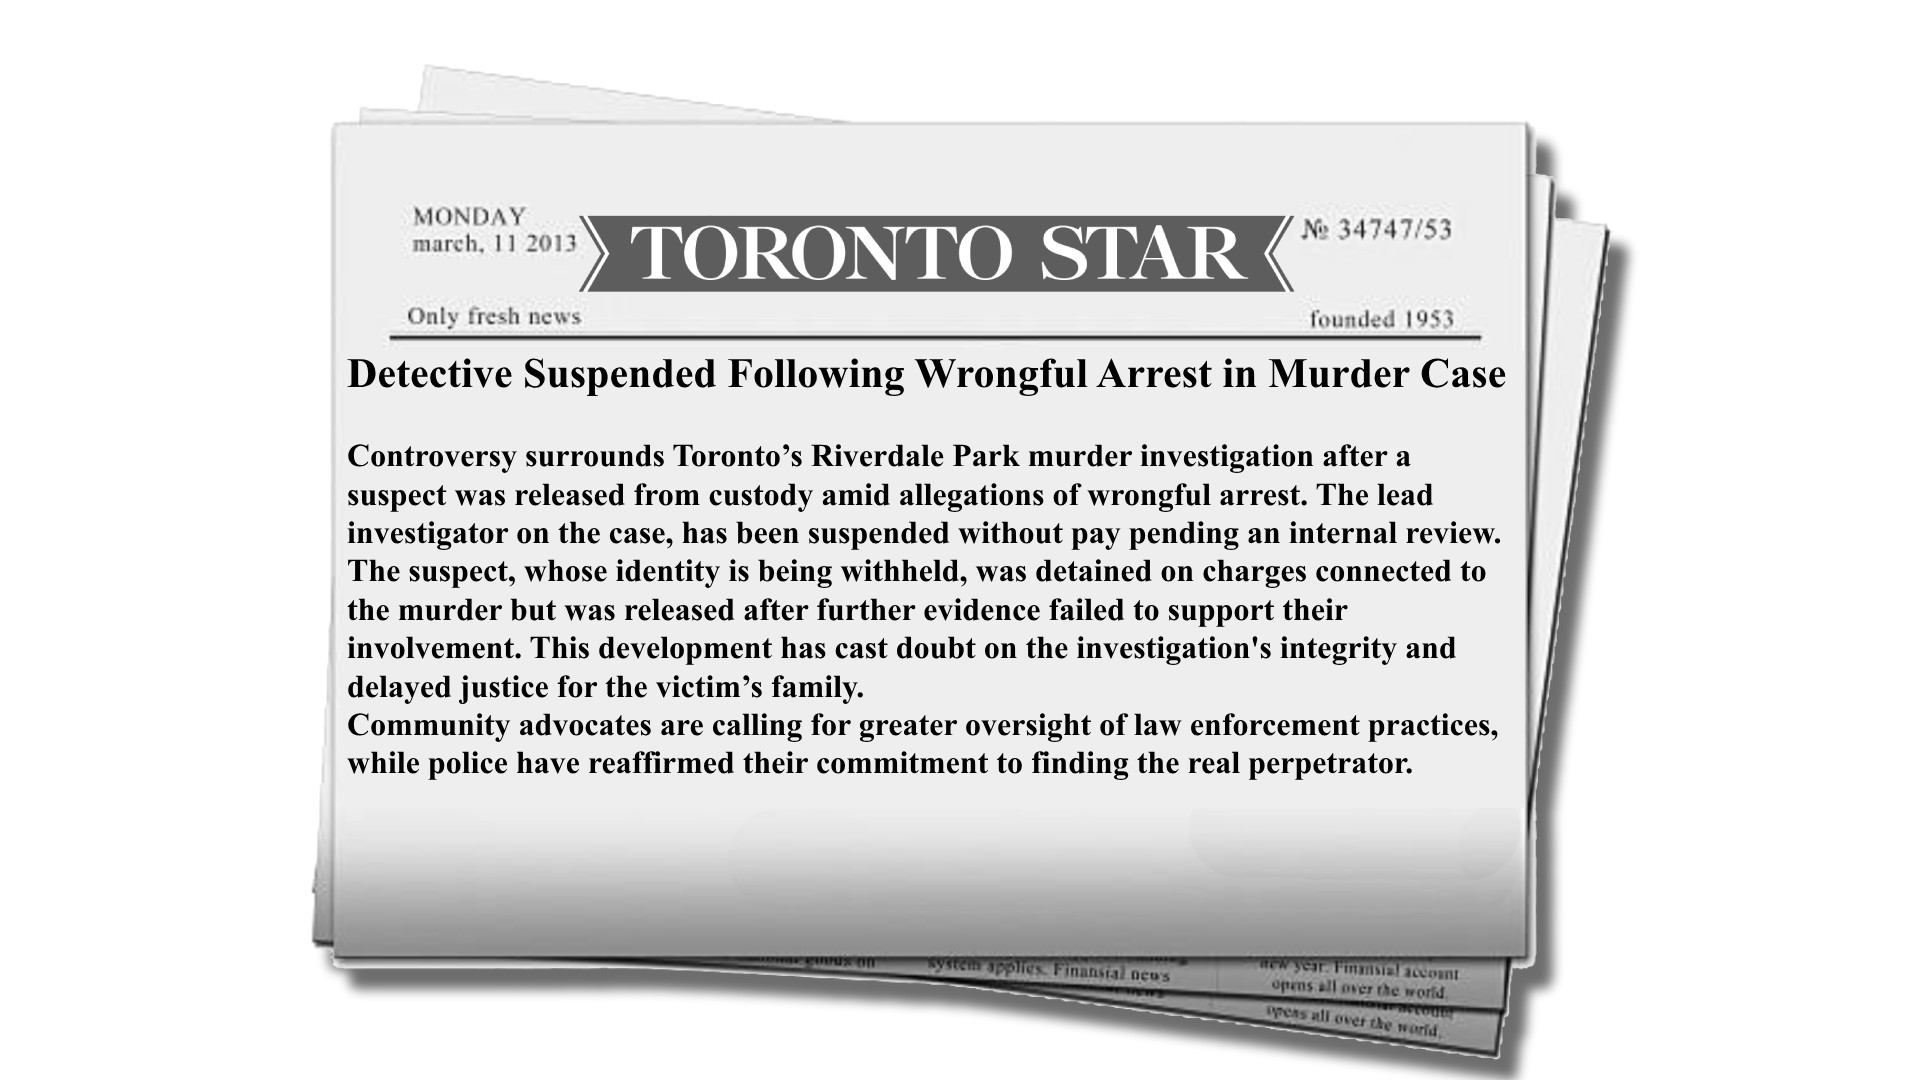 MONDAY
march, 11 2013
TORONTO STAR
№ 34747/53
Only fresh news
founded 1953
Detective Suspended Following Wrongful Arrest in Murder Case
Controversy surrounds Toronto’s Riverdale Park murder investigation after a
suspect was released from custody amid allegations of wrongful arrest. The lead
investigator on the case, has been suspended without pay pending an internal review.
The suspect, whose identity is being withheld, was detained on charges connected to
the murder but was released after further evidence failed to support their
involvement. This development has cast doubt on the investigation's integrity and
delayed justice for the victim’s family.
Community advocates are calling for greater oversight of law enforcement practices,
while police have reaffirmed their commitment to finding the real perpetrator.
goods on
system applies. Finansial news
news
new year. Finansial account
opens all over the world.
account
opens all over the world.